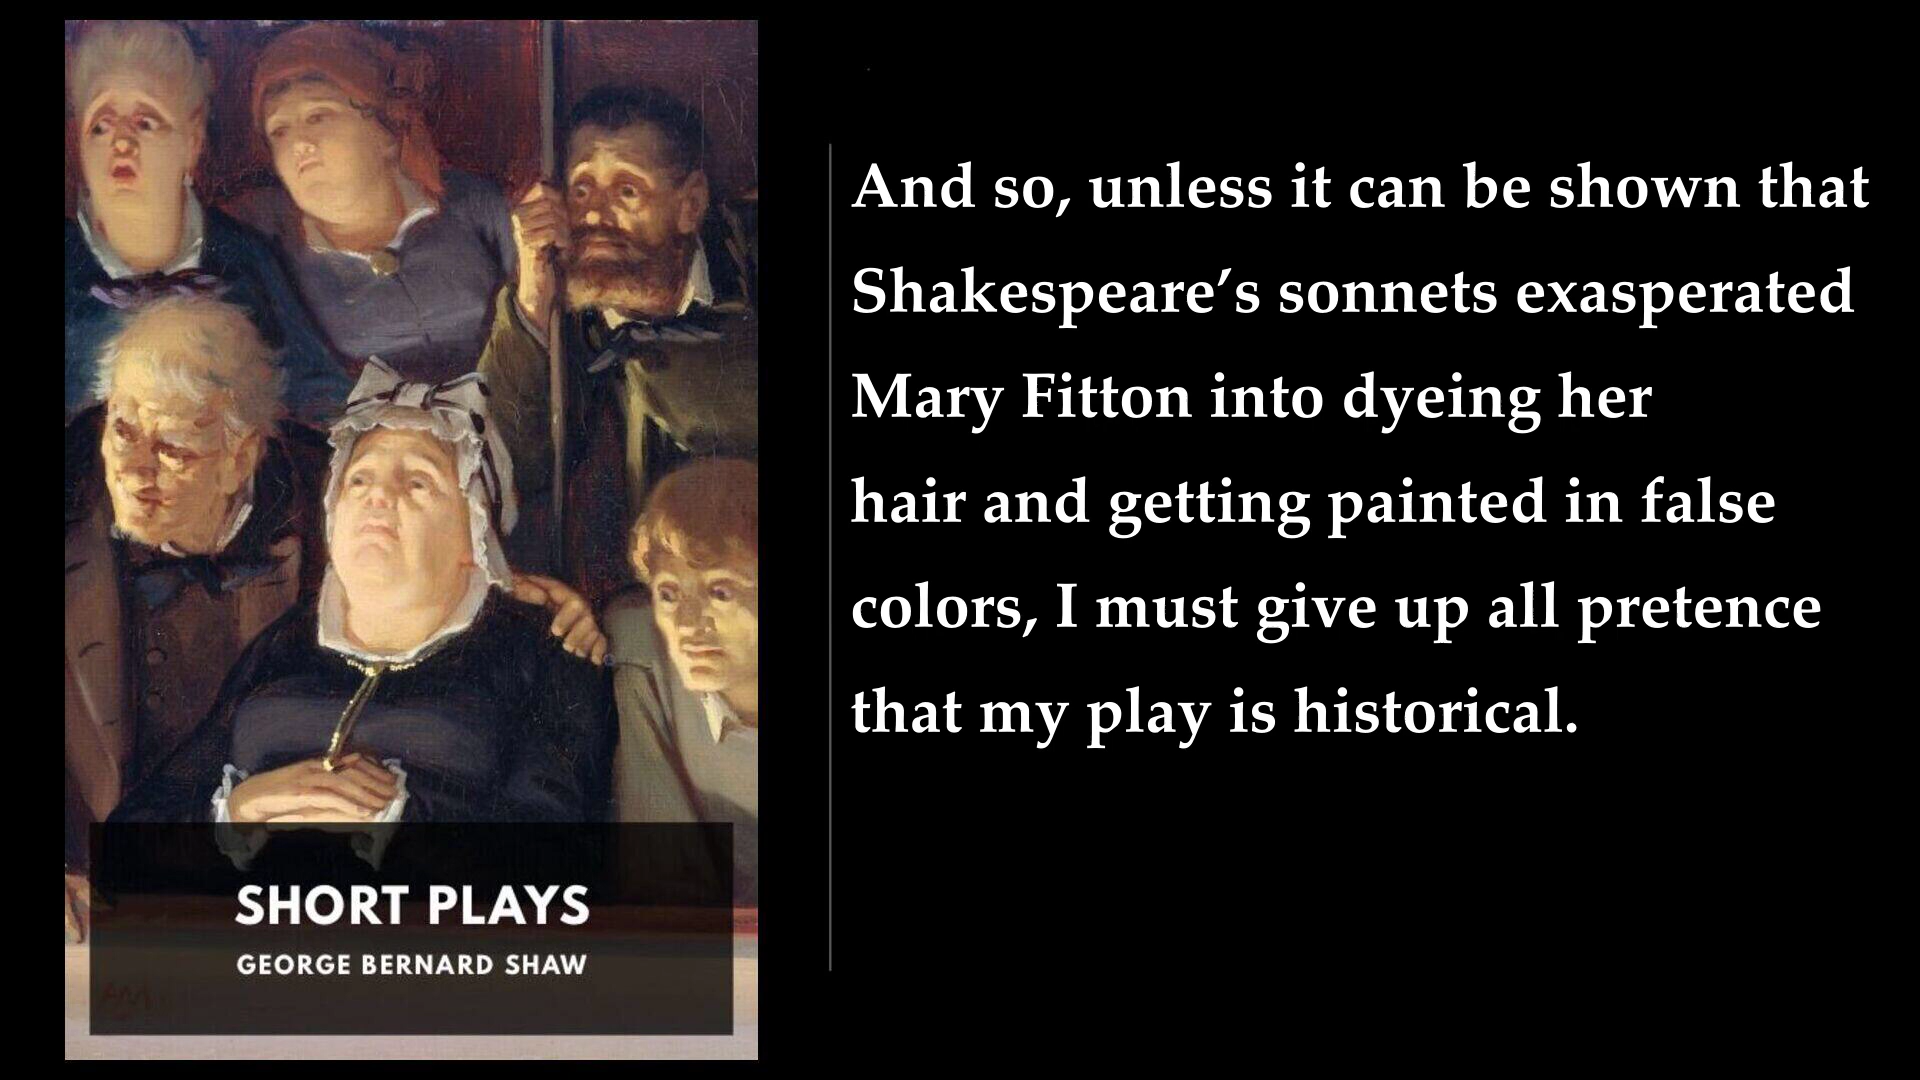 And so, unless it can be shown that
Shakespeare’s sonnets exasperated
Mary Fitton into dyeing her
hair and getting painted in false
colors, I must give up all pretence
that my play is historical.
SHORT PLAYS
GEORGE BERNARD SHAW